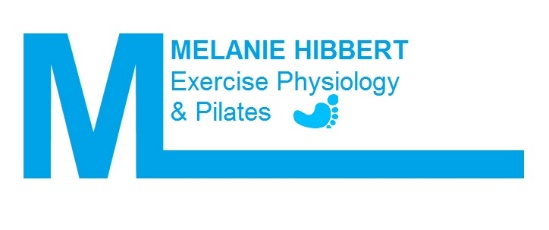 M
MELANIE HIBBERT
Exercise Physiology
& Pilates